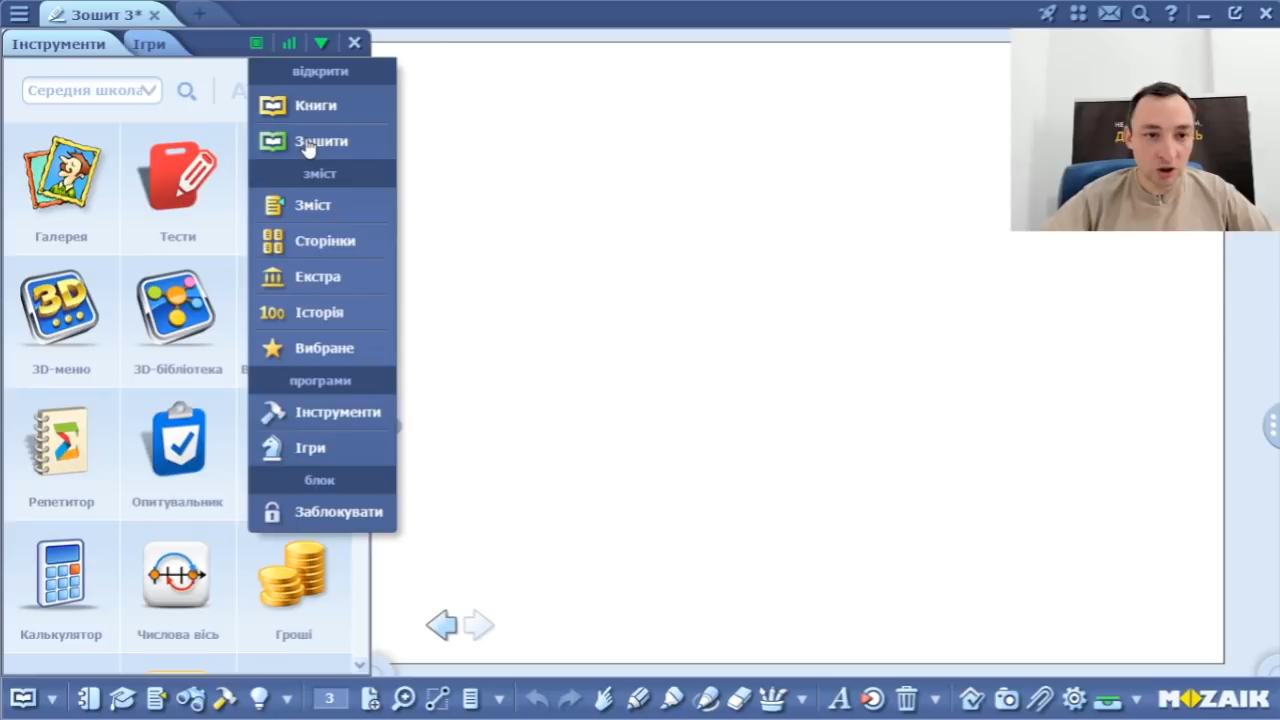 Зошит 3*
Інструменти
Ігри
Середня школа
відкрити
Книги
Зошити
зміст
Зміст
Сторінки
Екстра
Історія
Вибране
програми
Інструменти
Ігри
блок
Заблокувати
Галерея
Тести
3D-меню
3D-бібліотека
Репетитор
Опитувальник
Калькулятор
Числова вісь
Гроші
3
MOZAIK